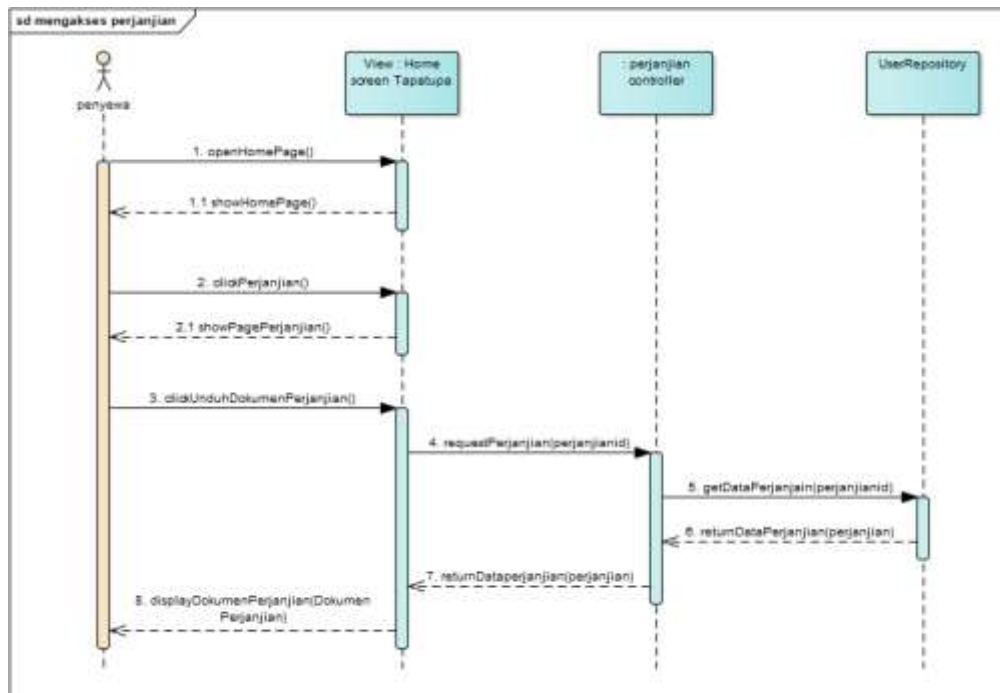 sd mengakses perjanjian
penyewa
View : Home
screen Tapatupa
: perjanjian
controller
UserRepository
1. openHomePage()
1.1 showHomePage()
2. clickPerjanjian()
2.1 showPagePerjanjian()
3. clickUnduhDokumenPerjanjian()
4. requestPerjanjian(perjanjianid)
5. getDataPerjanjain(perjanjianid)
6. returnDataPerjanjian(perjanjian)
7. returnDataperjanjian(perjanjian)
8. displayDokumenPerjanjian(Dokumen
Perjanjian)